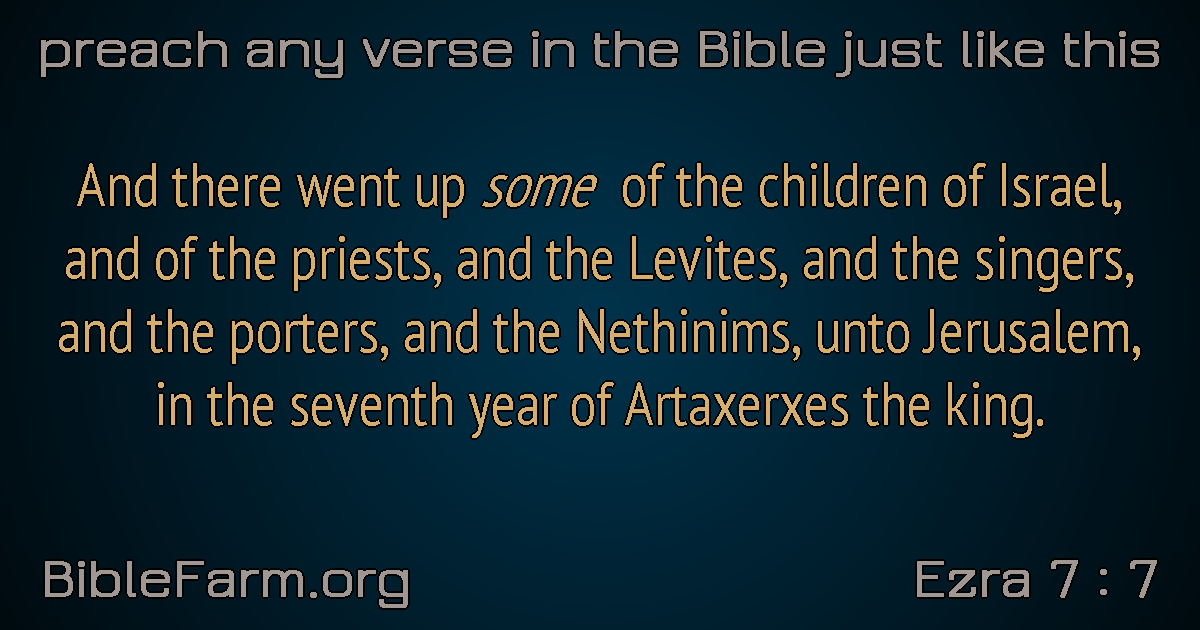 preach any verse in the Bible just like this
And there went up some of the children of Israel,
and of the priests, and the Levites, and the singers,
and the porters, and the Nethinims, unto Jerusalem,
in the seventh year of Artaxerxes the king.
BibleFarm.org
Ezra 7 : 7